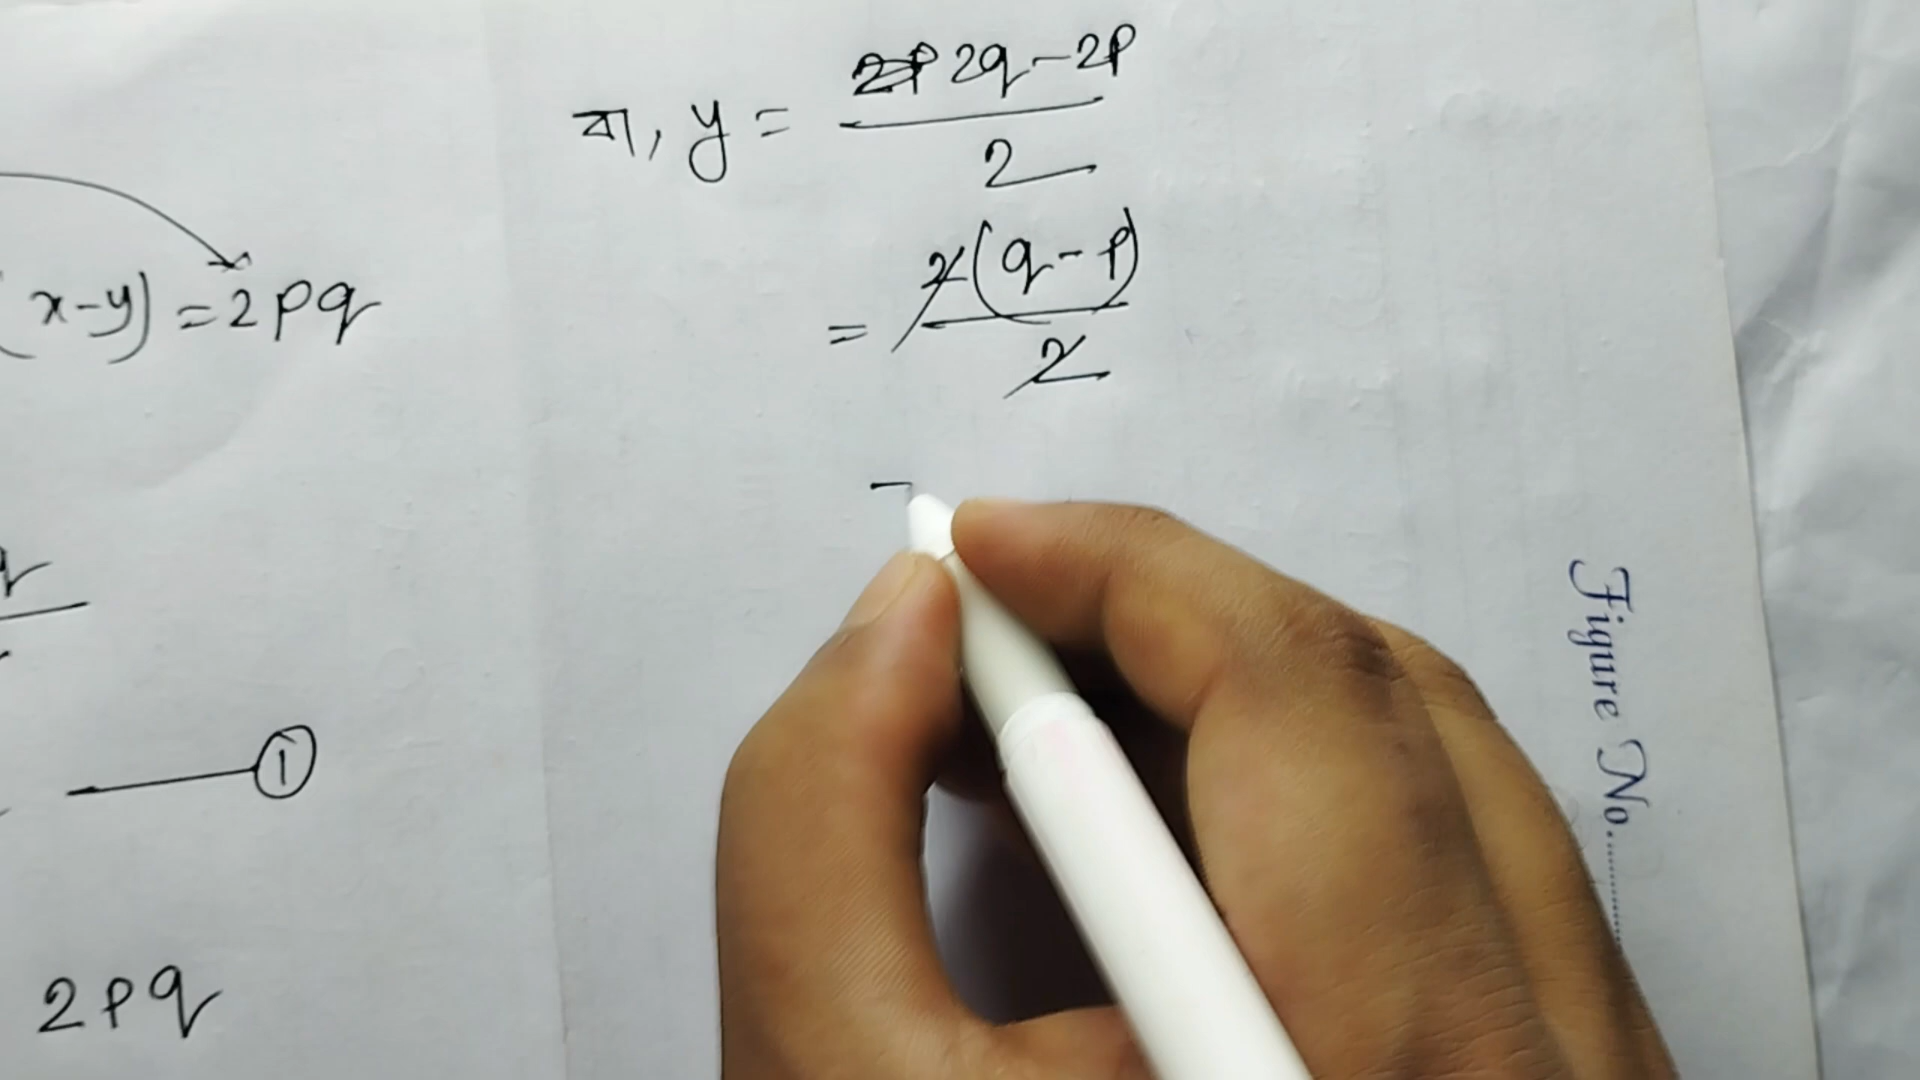 (x-y) = 2pq
q
1
2pq
বা, y = 2q-2p
2
= 2(q-p)
2
Figure No..............